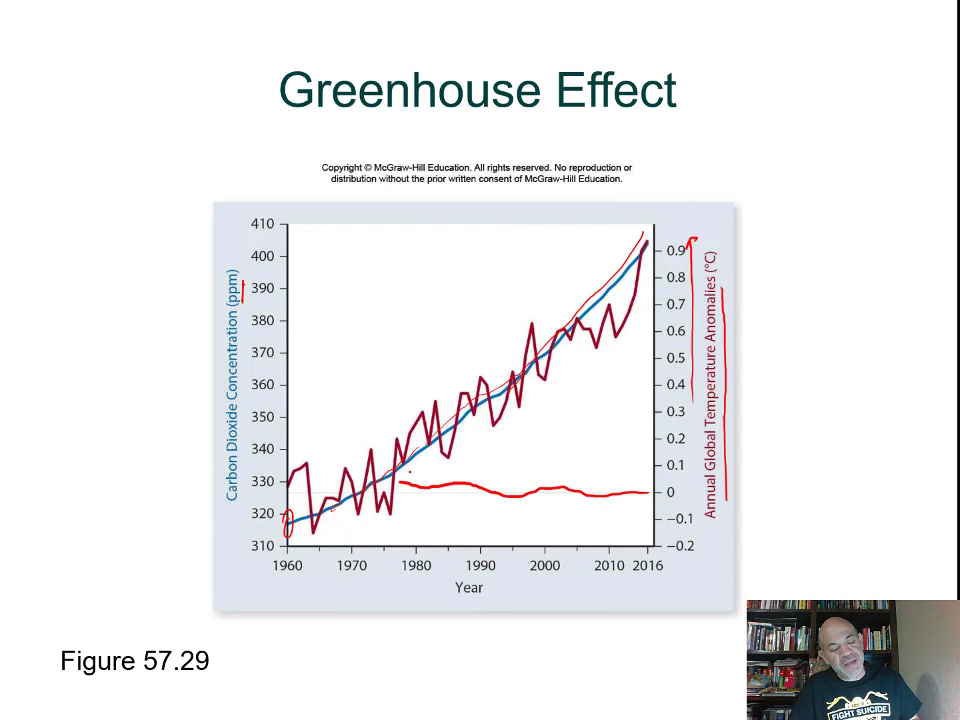 Greenhouse Effect
Copyright © McGraw-Hill Education. All rights reserved. No reproduction or
distribution without the prior written consent of McGraw-Hill Education.
Carbon Dioxide Concentration (ppm)
410
400
390
380
370
360
350
340
330
320
310
0.9
0.8
0.7
0.6
0.5
0.4
0.3
0.2
0.1
0
−0.1
−0.2
Annual Global Temperature Anomalies (°C)
1960 1970 1980 1990 2000 2010 2016
Year
Figure 57.29
FIGHT SUICIDE